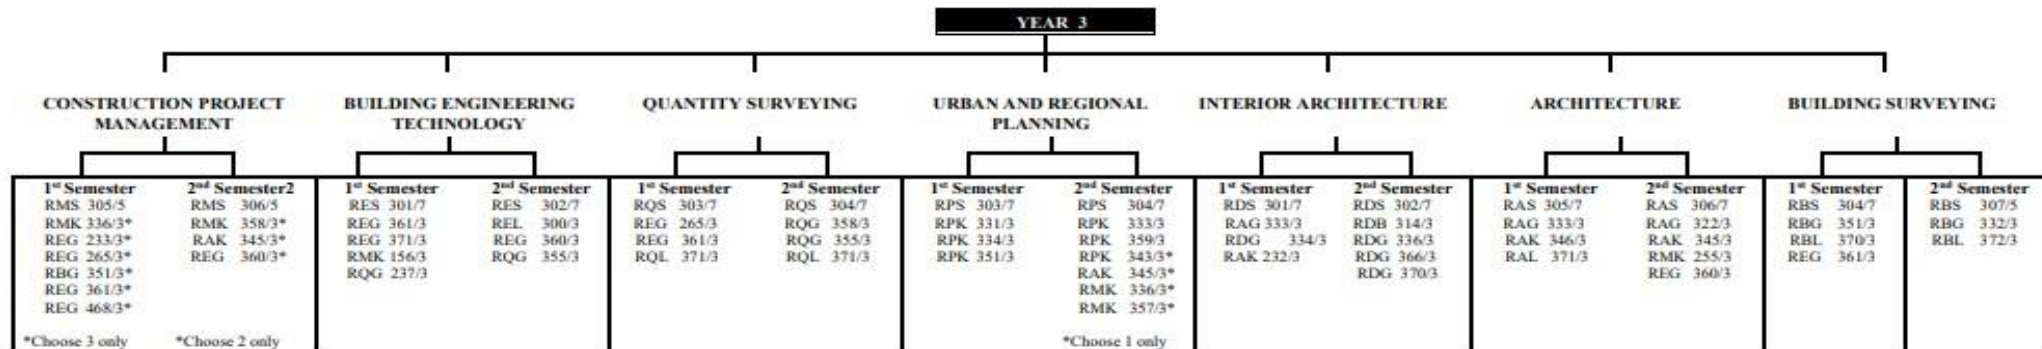 YEAR 3
CONSTRUCTION PROJECT
MANAGEMENT
1st Semester
RMS 305/5
RMK 336/3*
REG 233/3*
REG 265/3*
RBG 351/3*
REG 361/3*
REG 468/3*
*Choose 3 only
2nd Semester2
RMS 306/5
RMK 358/3*
RAK 345/3*
REG 360/3*
*Choose 2 only
BUILDING ENGINEERING
TECHNOLOGY
1st Semester
RES 301/7
REG 361/3
REG 371/3
RMK 156/3
RQG 237/3
2nd Semester
RES 302/7
REL 300/3
REG 360/3
RQG 355/3
QUANTITY SURVEYING
1st Semester
RQS 303/7
REG 265/3
REG 361/3
RQL 371/3
2nd Semester
RQS 304/7
RQG 358/3
RQG 355/3
RQL 371/3
URBAN AND REGIONAL
PLANNING
1st Semester
RPS 303/7
RPK 331/3
RPK 334/3
RPK 351/3
2nd Semester
RPS 304/7
RPK 333/3
RPK 359/3
RPK 343/3*
RAK 345/3*
RMK 336/3*
RMK 357/3*
*Choose 1 only
INTERIOR ARCHITECTURE
1st Semester
RDS 301/7
RAG 333/3
RDG 334/3
RAK 232/3
2nd Semester
RDS 302/7
RDB 314/3
RDG 336/3
RDG 366/3
RDG 370/3
ARCHITECTURE
1st Semester
RAS 305/7
RAG 333/3
RAK 346/3
RAL 371/3
2nd Semester
RAS 306/7
RAG 322/3
RAK 345/3
RMK 255/3
REG 360/3
BUILDING SURVEYING
1st Semester
RBS 304/7
RBG 351/3
RBL 370/3
REG 361/3
2nd Semester
RBS 307/5
RBG 332/3
RBL 372/3